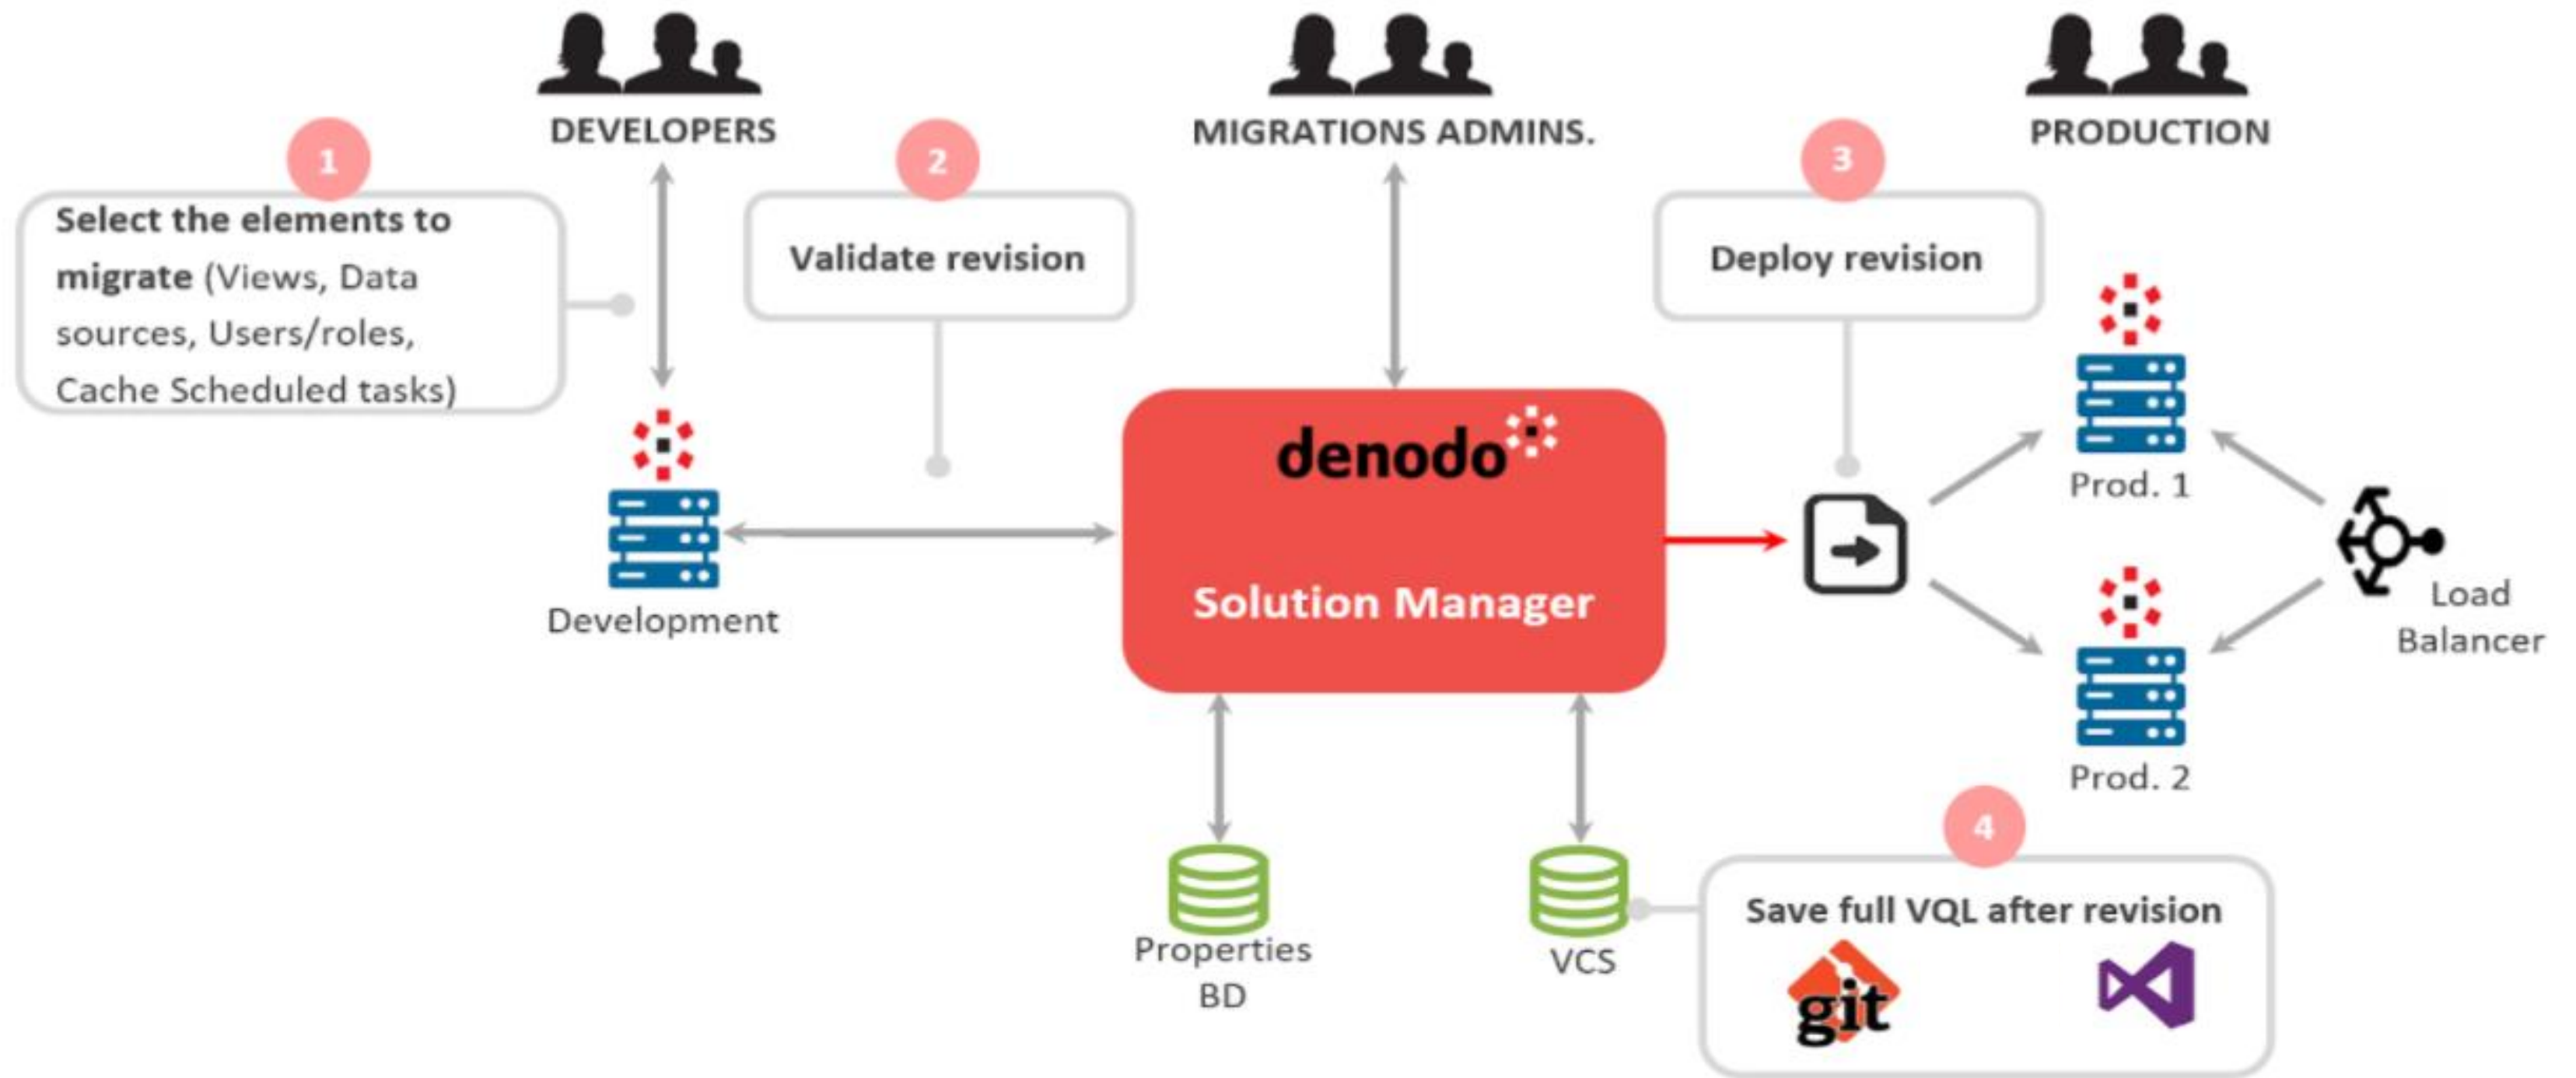 DEVELOPERS
MIGRATIONS ADMINS.
PRODUCTION
1
Select the elements to
migrate (Views, Data
sources, Users/roles,
Cache Scheduled tasks)
2
Validate revision
3
Deploy revision
Development
denodo
Solution Manager
Prod. 1
Prod. 2
Load
Balancer
Properties
BD
VCS
4
Save full VQL after revision
git